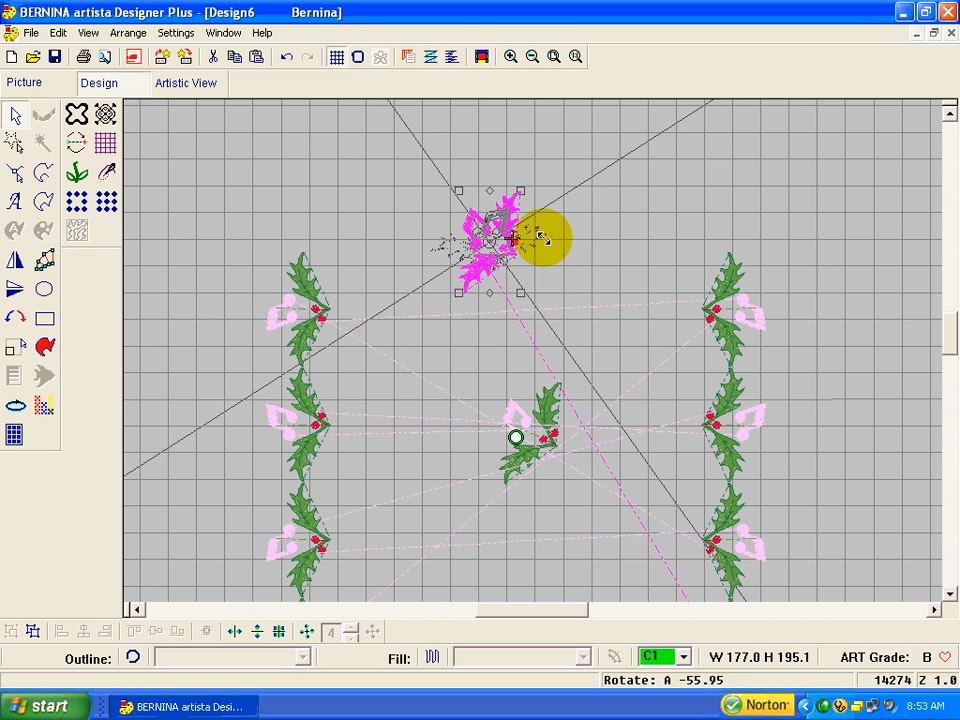 BERNINA artista Designer Plus - [Design6 Bernina]
File Edit View Arrange Settings Window Help
Picture Design Artistic View
A
4
Outline: Fill: C1 W 177.0 H 195.1 ART Grade: B
Rotate: A -55.95 14274 Z 1.0
start BERNINA artista Desi... Norton 8:53 AM